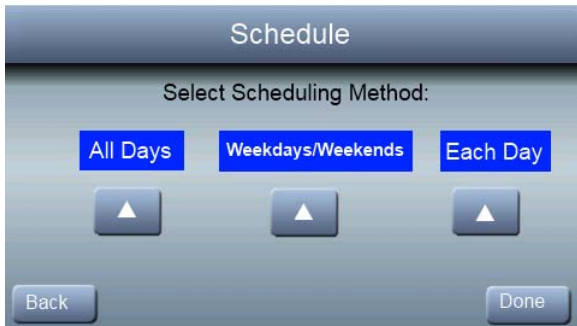 Schedule
Select Scheduling Method:
All Days Weekdays/Weekends Each Day
Back Done